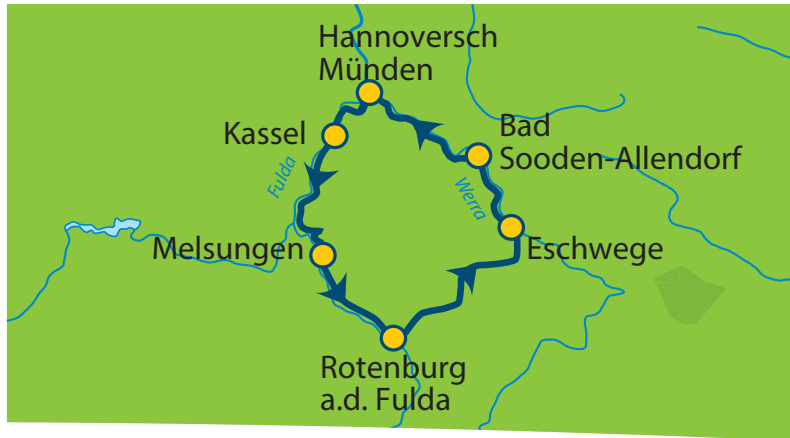 Hannoversch
Münden
Kassel
Bad
Sooden-Allendorf
Fulda
Werra
Melsungen
Eschwege
Rotenburg
a.d. Fulda